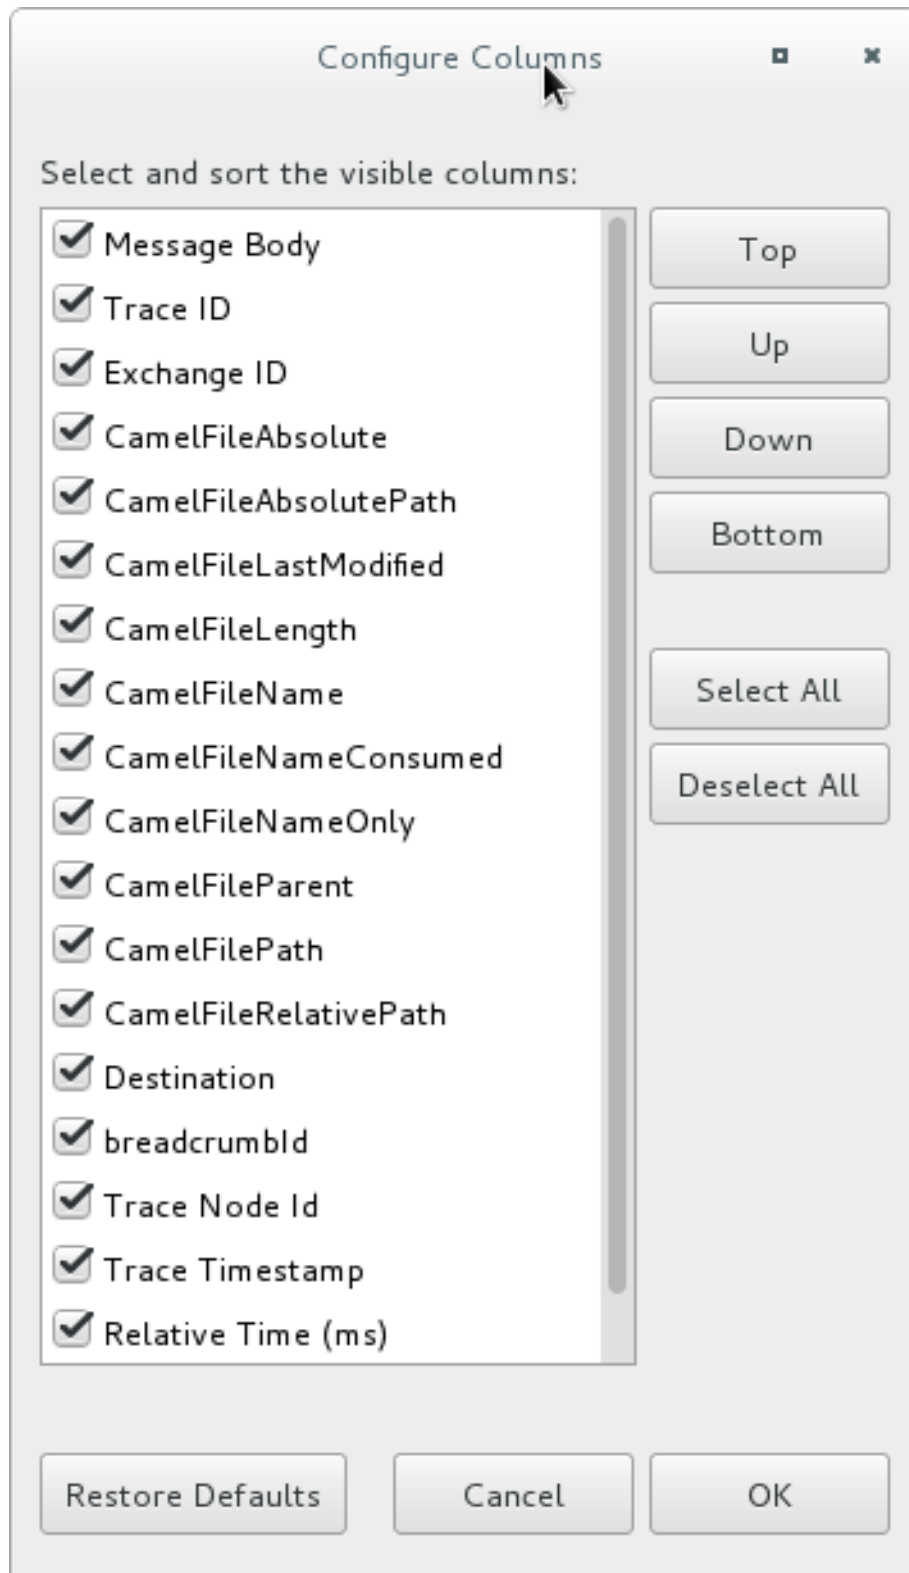 Configure Columns
Select and sort the visible columns:
Message Body
Trace ID
Exchange ID
CamelFileAbsolute
CamelFileAbsolutePath
CamelFileLastModified
CamelFileLength
CamelFileName
CamelFileNameConsumed
CamelFileNameOnly
CamelFileParent
CamelFilePath
CamelFileRelativePath
Destination
breadcrumbId
Trace Node Id
Trace Timestamp
Relative Time (ms)
Top
Up
Down
Bottom
Select All
Deselect All
Restore Defaults
Cancel
OK